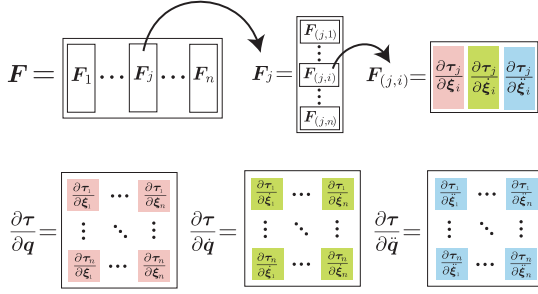 F = F₁ ⋯ Fⱼ ⋯ Fₙ
Fⱼ = F₍ⱼ,₁₎ ⋮ F₍ⱼ,ᵢ₎ ⋮ F₍ⱼ,ₙ₎
F₍ⱼ,ᵢ₎ = ∂τⱼ/∂ξᵢ ∂τⱼ/∂ξ̇ᵢ ∂τⱼ/∂ξ̈ᵢ
∂τ/∂q = ∂τ₁/∂ξ₁ ⋯ ∂τ₁/∂ξₙ
⋮ ⋱ ⋮
∂τₙ/∂ξ₁ ⋯ ∂τₙ/∂ξₙ
∂τ/∂q̇ = ∂τ₁/∂ξ̇₁ ⋯ ∂τ₁/∂ξ̇ₙ
⋮ ⋱ ⋮
∂τₙ/∂ξ̇₁ ⋯ ∂τₙ/∂ξ̇ₙ
∂τ/∂q̈ = ∂τ₁/∂ξ̈₁ ⋯ ∂τ₁/∂ξ̈ₙ
⋮ ⋱ ⋮
∂τₙ/∂ξ̈₁ ⋯ ∂τₙ/∂ξ̈ₙ